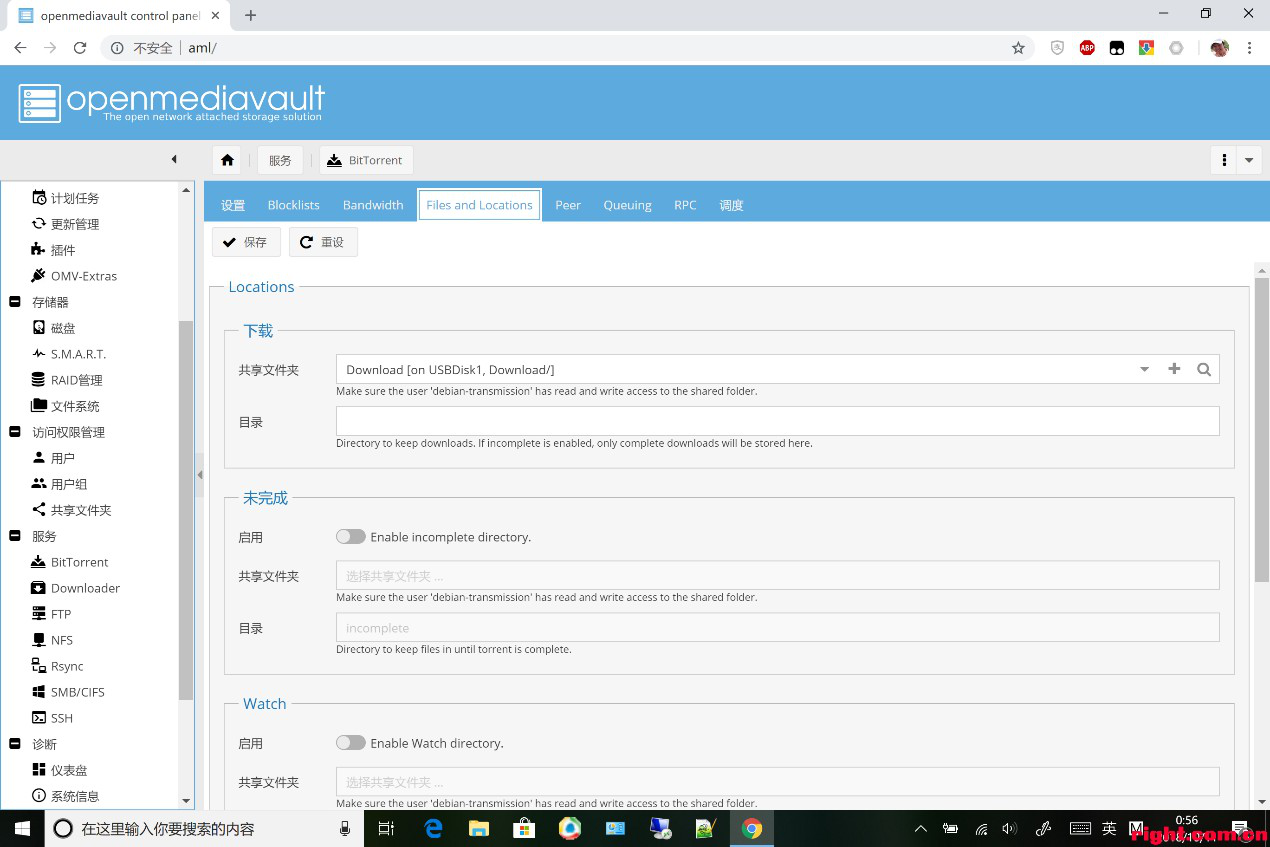 openmediavault control panel
不安全 aml/
ABP
openmediavault
The open network attached storage solution
服务 BitTorrent
计划任务
更新管理
插件
OMV-Extras
存储器
磁盘
S.M.A.R.T.
RAID管理
文件系统
访问权限管理
用户
用户组
共享文件夹
服务
BitTorrent
Downloader
FTP
NFS
Rsync
SMB/CIFS
SSH
诊断
仪表盘
系统信息
设置 Blocklists Bandwidth Files and Locations Peer Queuing RPC 调度
保存 重设
Locations
下载
共享文件夹 Download [on USBDisk1, Download/]
Make sure the user 'debian-transmission' has read and write access to the shared folder.
目录
Directory to keep downloads. If incomplete is enabled, only complete downloads will be stored here.
未完成
启用 Enable incomplete directory.
共享文件夹 选择共享文件夹 ...
Make sure the user 'debian-transmission' has read and write access to the shared folder.
目录 incomplete
Directory to keep files in until torrent is complete.
Watch
启用 Enable Watch directory.
共享文件夹 选择共享文件夹 ...
Make sure the user 'debian-transmission' has read and write access to the shared folder.
在这里输入你要搜索的内容
英 M 0:56
right.com.cn